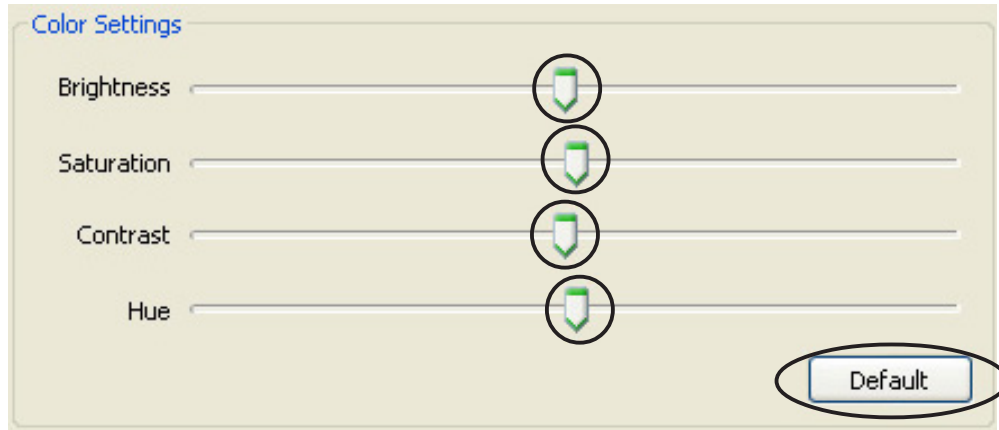 Color Settings
Brightness
Saturation
Contrast
Hue
Default